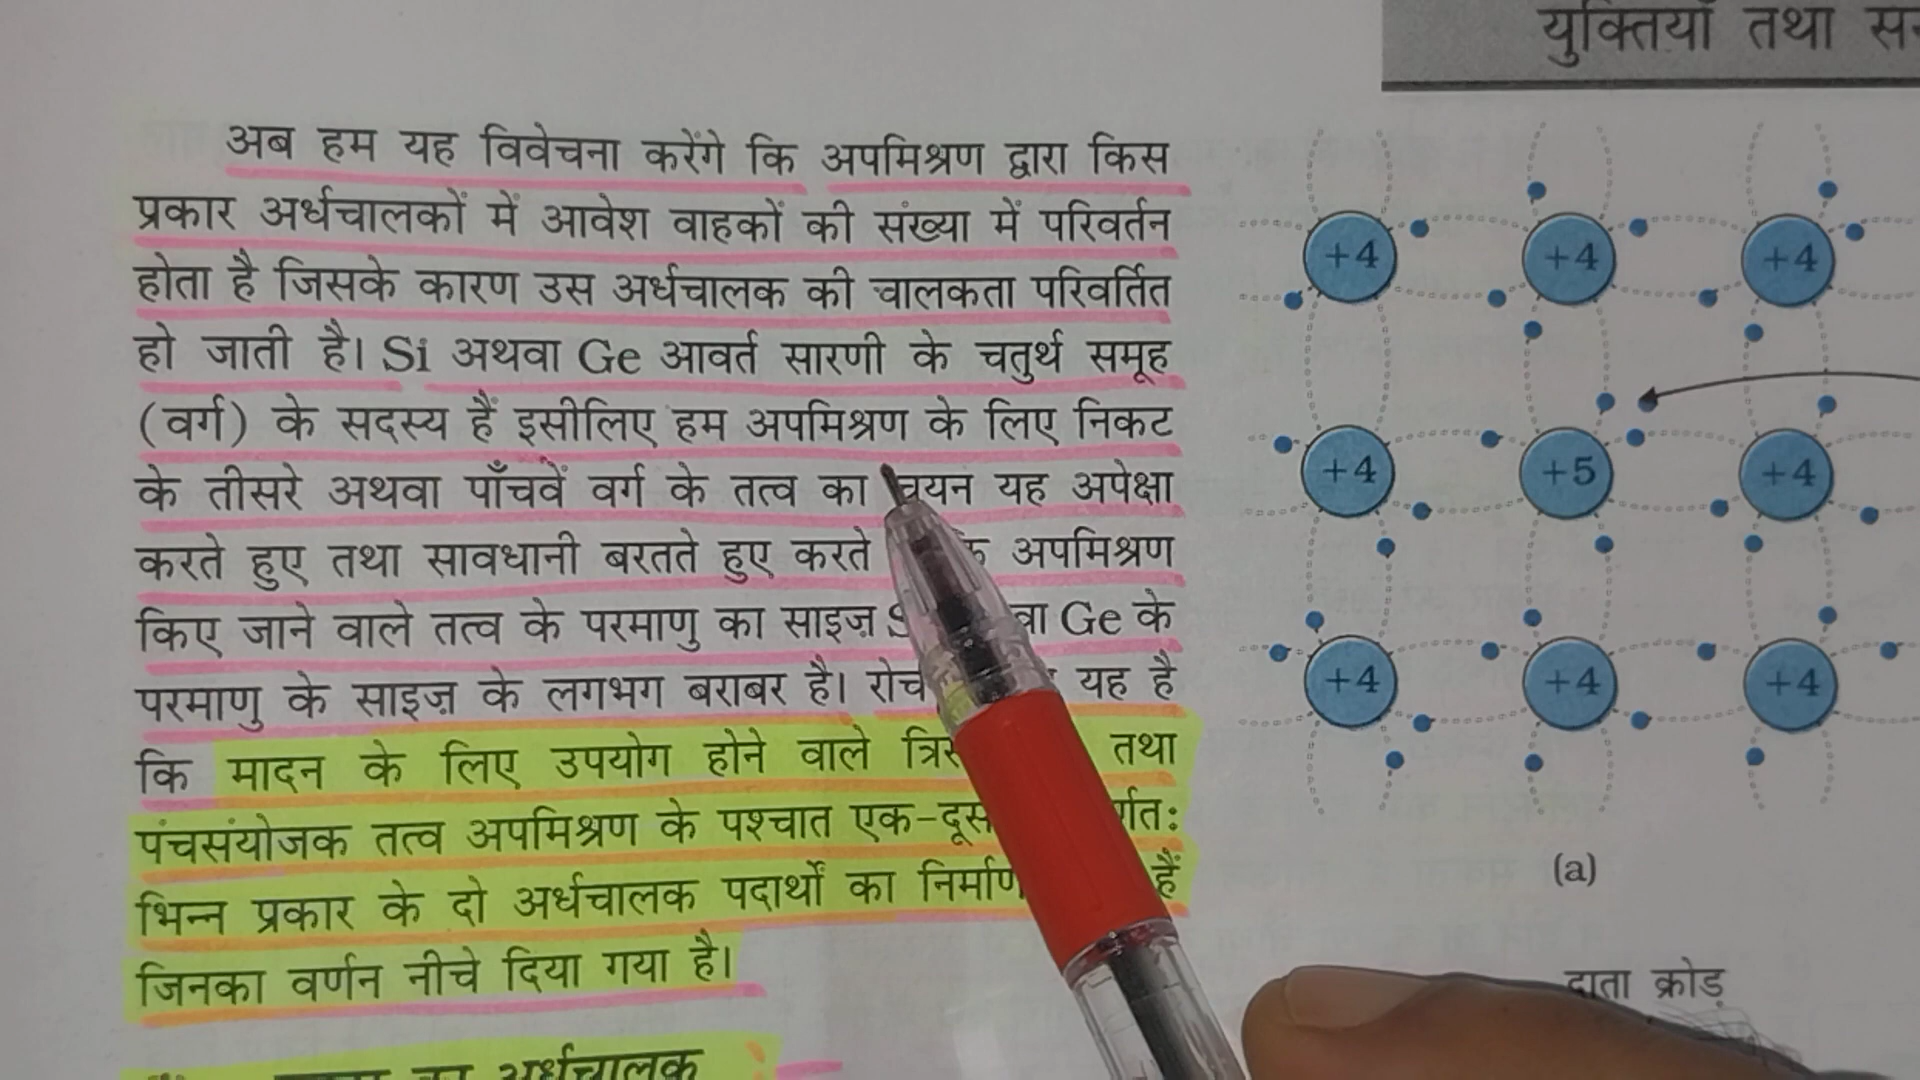 युक्तियाँ तथा
अब हम यह विवेचना करेंगे कि अपमिश्रण द्वारा किस
प्रकार अर्धचालकों में आवेश वाहकों की संख्या में परिवर्तन
होता है जिसके कारण उस अर्धचालक की चालकता परिवर्तित
हो जाती है। Si अथवा Ge आवर्त सारणी के चतुर्थ समूह
(वर्ग) के सदस्य हैं इसीलिए हम अपमिश्रण के लिए निकट
के तीसरे अथवा पाँचवें वर्ग के तत्व का चयन यह अपेक्षा
करते हुए तथा सावधानी बरतते हुए करते अपमिश्रण
किए जाने वाले तत्व के परमाणु का साइज़ Ge के
परमाणु के साइज़ के लगभग बराबर है। यह है
कि मादन के लिए उपयोग होने वाले तथा
पंचसंयोजक तत्व अपमिश्रण के पश्चात
भिन्न प्रकार के दो अर्धचालक पदार्थों का निर्माण हैं
जिनका वर्णन नीचे दिया गया है।
अर्धचालक
+4 +4 +4
+4 +5 +4
+4 +4 +4
(a)
दाता क्रोड़